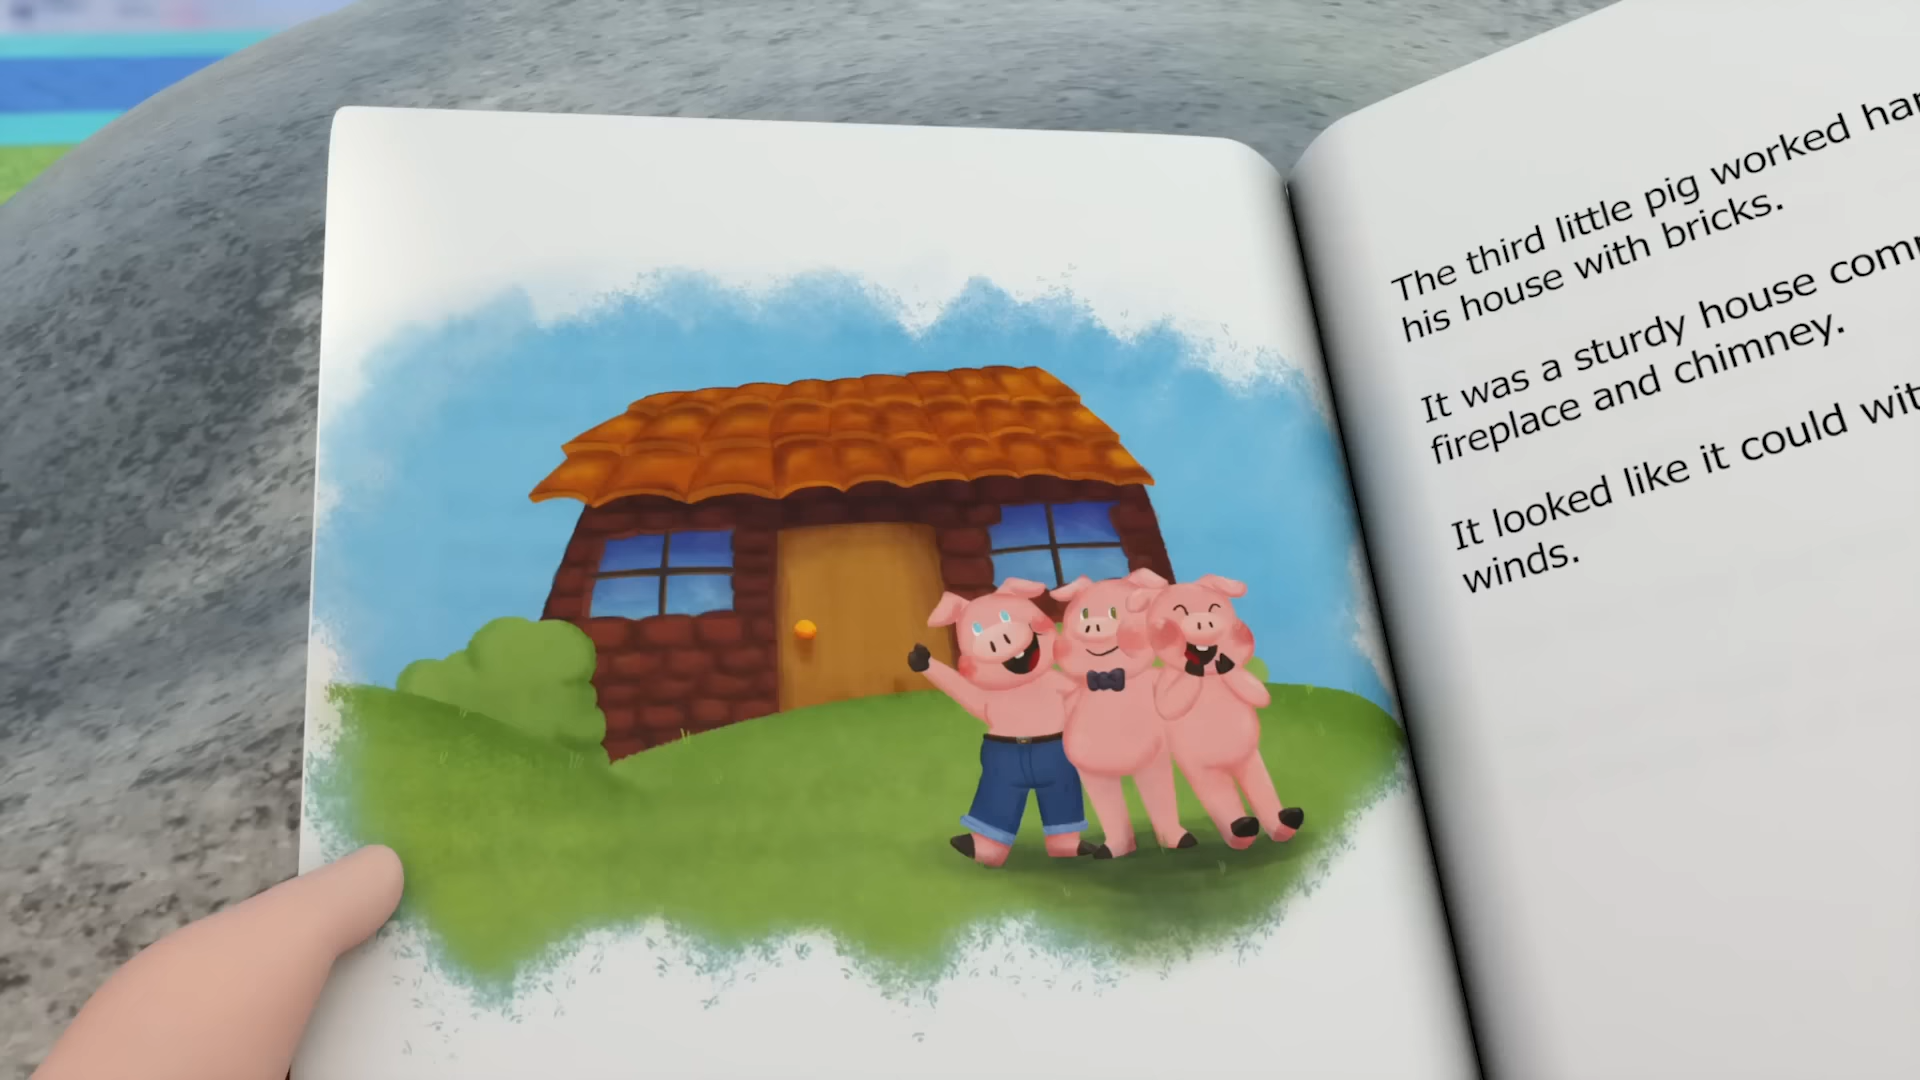 The third little pig worked
his house with bricks.
It was a sturdy house
fireplace and chimney.
It looked like it could
winds.